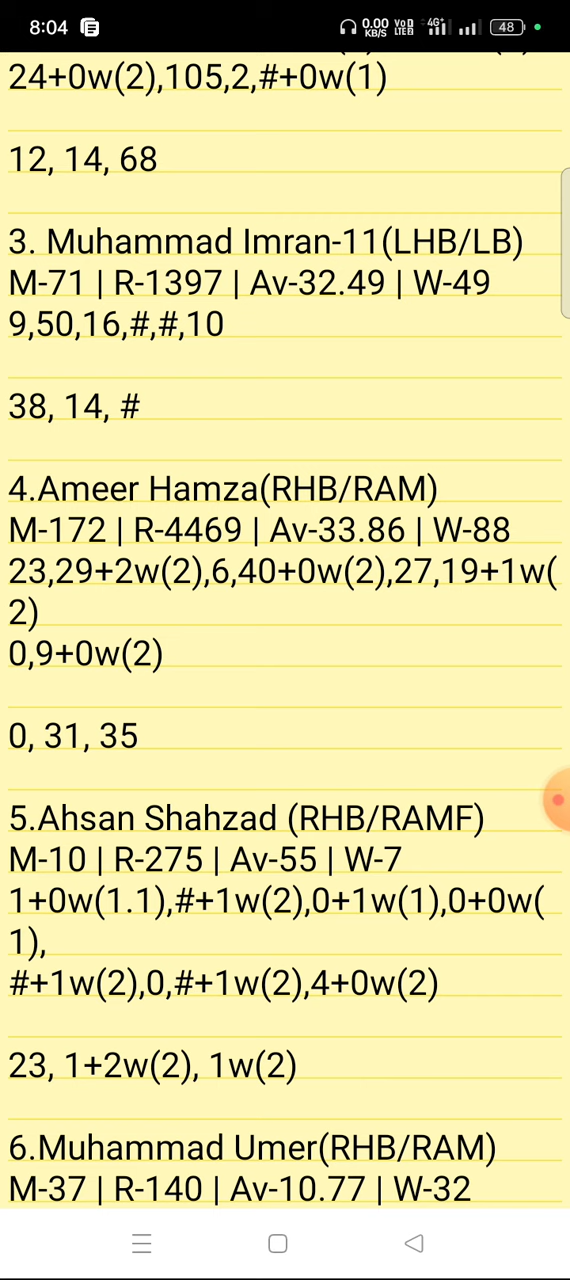 8:04
0.00 KB/S Vo LTE 4G+ 48
24+0w(2),105,2,#+0w(1)
12, 14, 68
3. Muhammad Imran-11(LHB/LB)
M-71 | R-1397 | Av-32.49 | W-49
9,50,16,#,#,10
38, 14, #
4.Ameer Hamza(RHB/RAM)
M-172 | R-4469 | Av-33.86 | W-88
23,29+2w(2),6,40+0w(2),27,19+1w(
2)
0,9+0w(2)
0, 31, 35
5.Ahsan Shahzad (RHB/RAMF)
M-10 | R-275 | Av-55 | W-7
1+0w(1.1),#+1w(2),0+1w(1),0+0w(
1),
#+1w(2),0,#+1w(2),4+0w(2)
23, 1+2w(2), 1w(2)
6.Muhammad Umer(RHB/RAM)
M-37 | R-140 | Av-10.77 | W-32